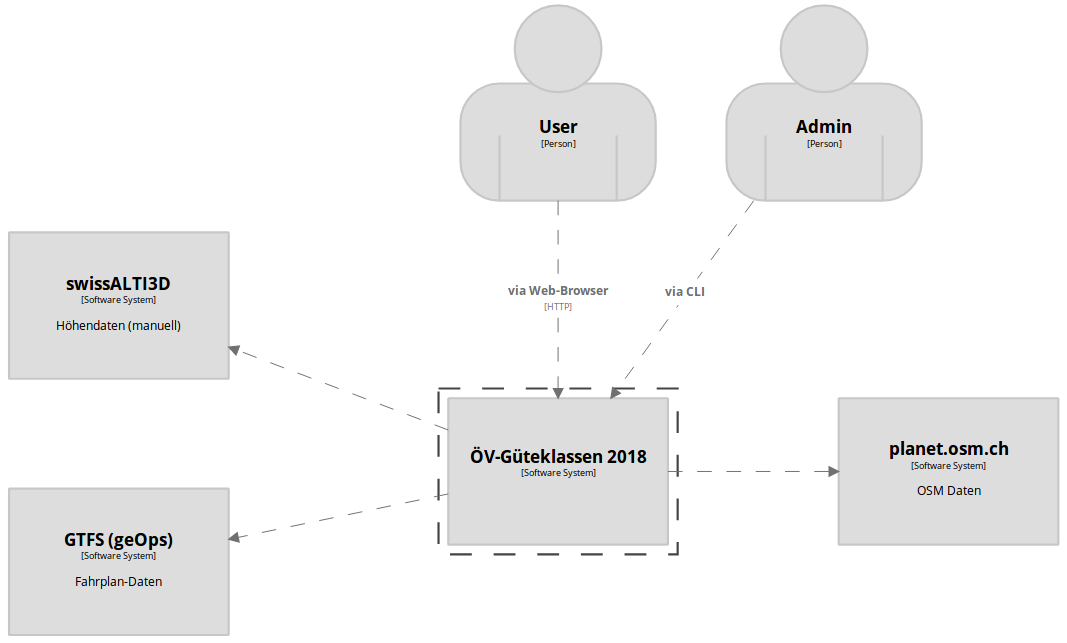 User
[Person]
Admin
[Person]
swissALTI3D
[Software System]
Höhendaten (manuell)
via Web-Browser
[HTTP]
via CLI
ÖV-Güteklassen 2018
[Software System]
planet.osm.ch
[Software System]
OSM Daten
GTFS (geOps)
[Software System]
Fahrplan-Daten